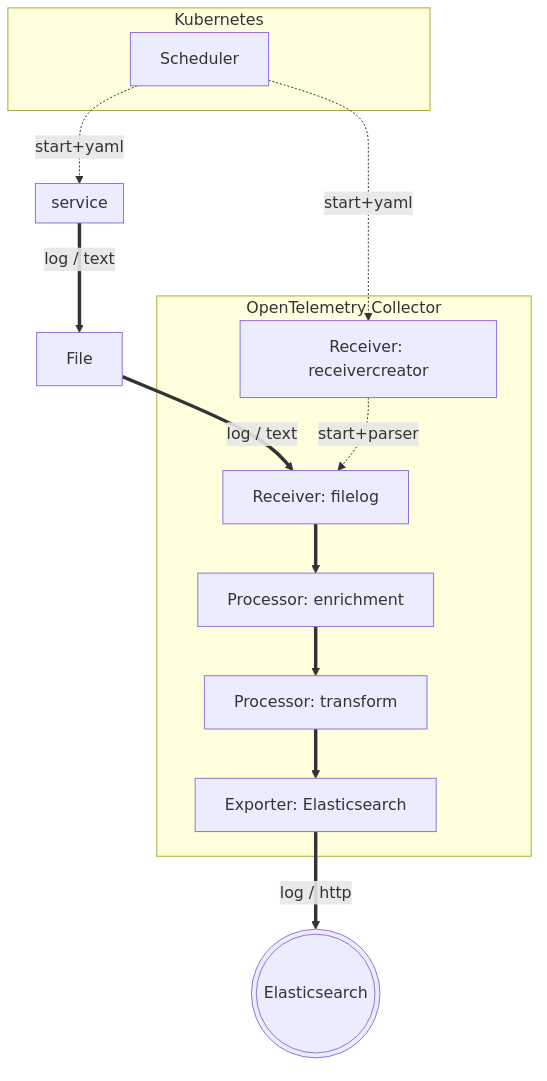 Kubernetes
Scheduler
start+yaml
service
start+yaml
log / text
OpenTelemetry Collector
File
Receiver:
receivercreator
log / text
start+parser
Receiver: filelog
Processor: enrichment
Processor: transform
Exporter: Elasticsearch
log / http
Elasticsearch